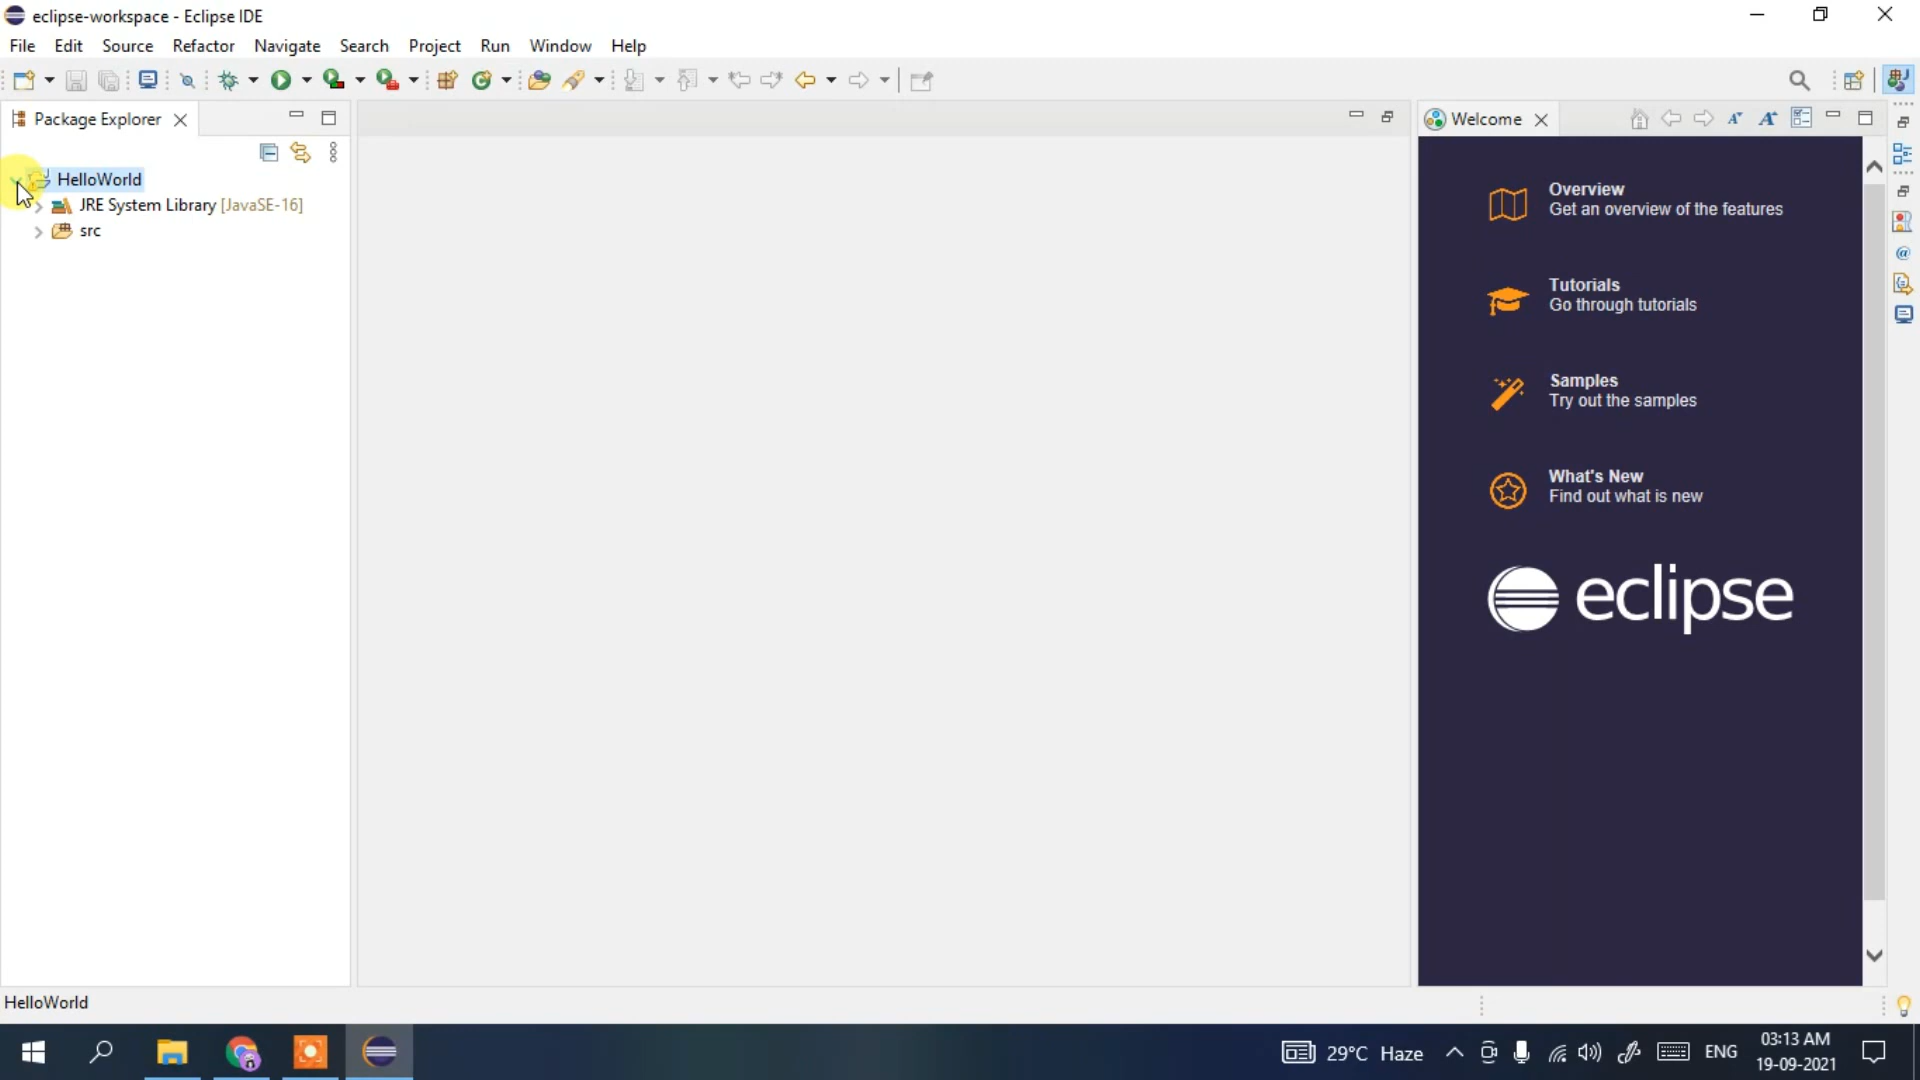 eclipse-workspace - Eclipse IDE
File Edit Source Refactor Navigate Search Project Run Window Help
Package Explorer
Welcome
HelloWorld
JRE System Library [JavaSE-16]
src
Overview
Get an overview of the features
Tutorials
Go through tutorials
Samples
Try out the samples
What's New
Find out what is new
eclipse
HelloWorld
29°C Haze
ENG
03:13 AM
19-09-2021